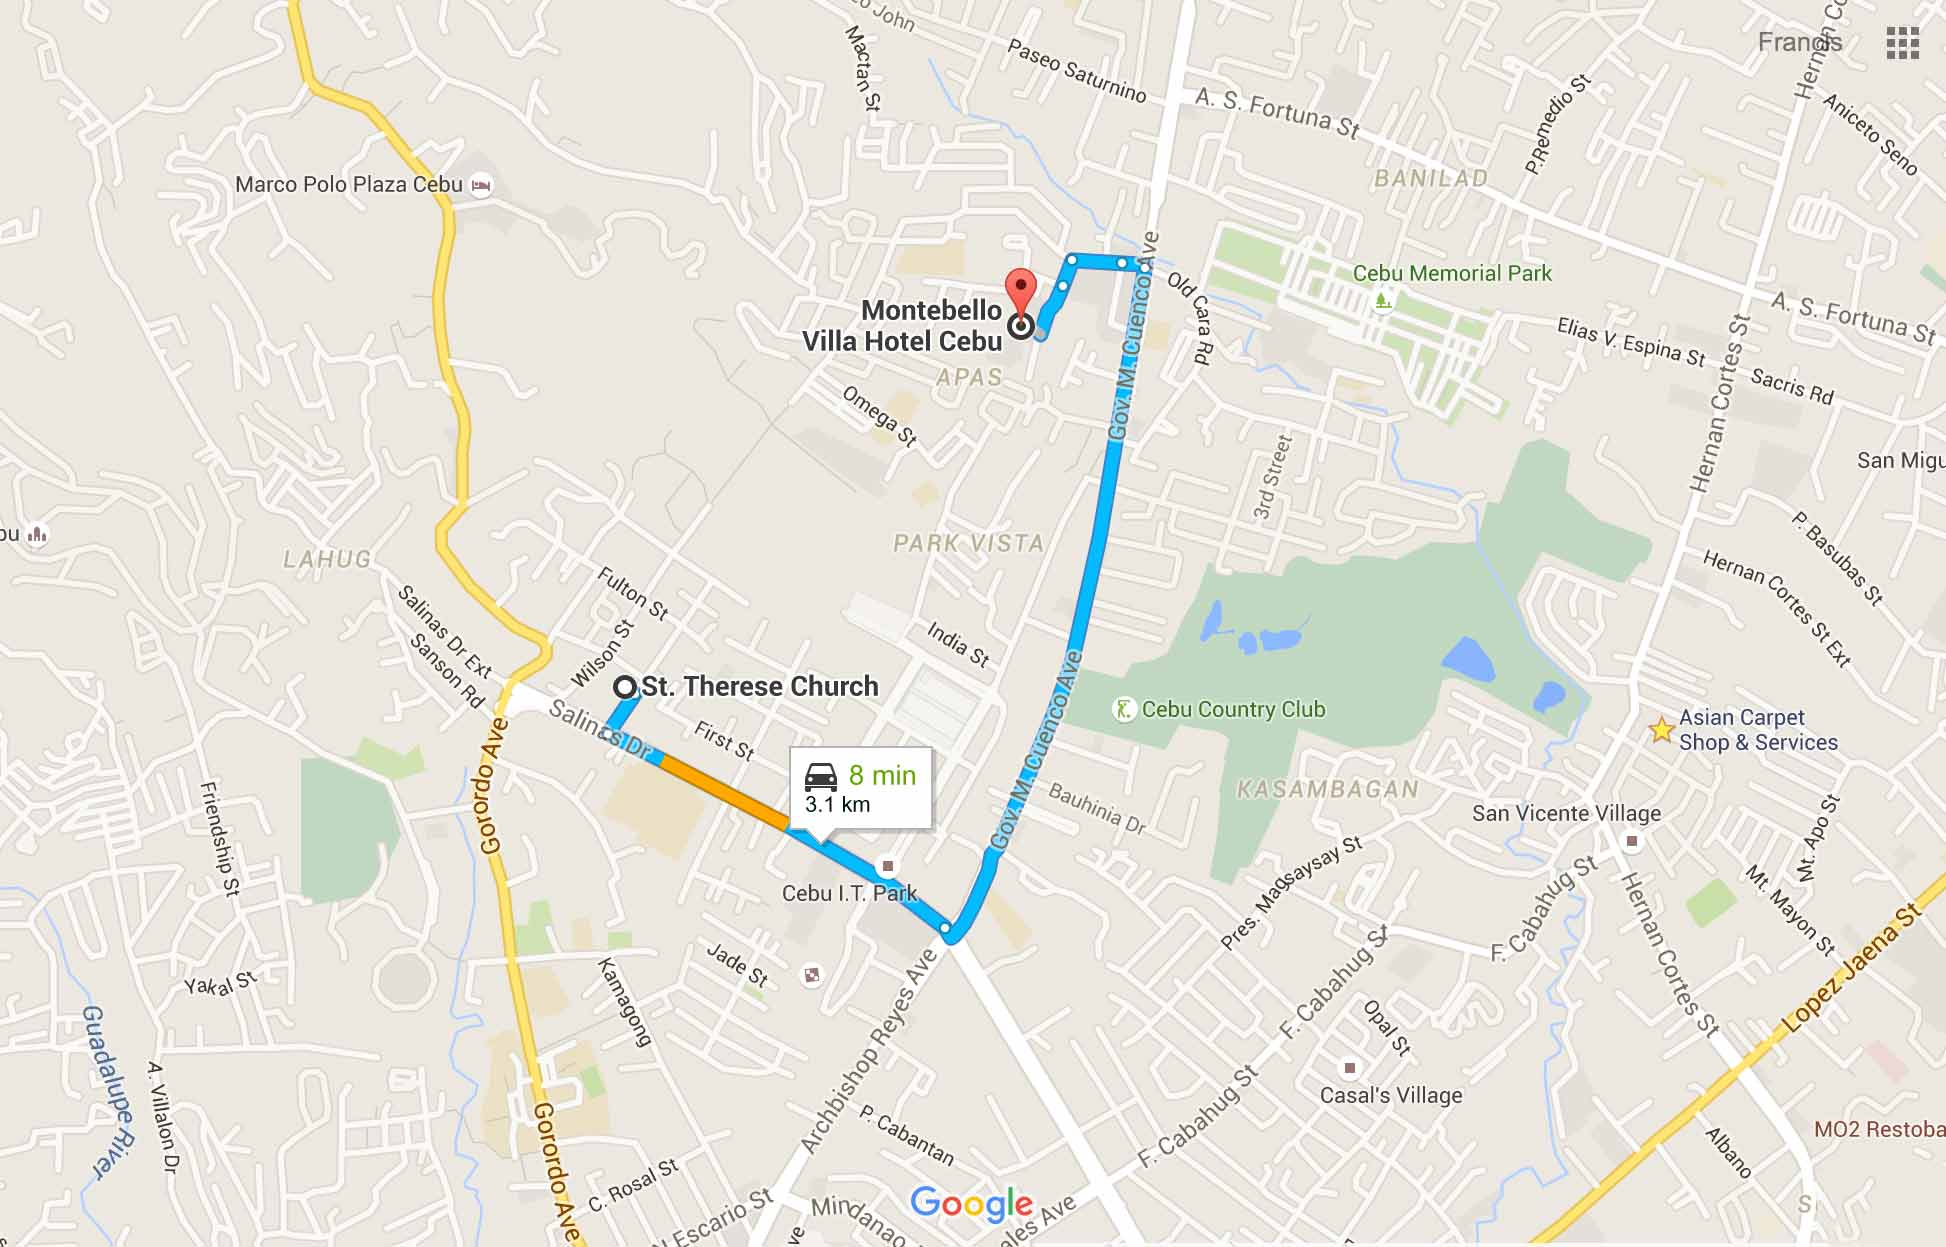 Paseo Saturnino
Mactan St
A. S. Fortuna St
P.Remedio St
Hernan Co
Francis
Aniceto Seno
BANILAD
Marco Polo Plaza Cebu
Gov. M. Cuenco Ave
Old Cara Rd
Cebu Memorial Park
A. S. Fortuna St
Elias V. Espina St
Sacris Rd
Hernan Cortes St
Montebello
Villa Hotel Cebu
APAS
Omega St
3rd Street
San Migu
PARK VISTA
LAHUG
P. Basubas St
Hernan Cortes St Ext
Salinas Dr Ext
Sanson Rd
Fulton St
Wilson St
India St
St. Therese Church
Salinas Dr
First St
Gov. M. Cuenco Ave
Cebu Country Club
Asian Carpet
Shop & Services
Gorordo Ave
8 min
3.1 km
Bauhinia Dr
KASAMBAGAN
San Vicente Village
Mt. Apo St
Friendship St
Cebu I.T. Park
Pres. Magsaysay St
F. Cabahug St
Hernan Cortes St
Mt. Mayon St
Lopez Jaena St
Jade St
Yakal St
Kamagong
Archbishop Reyes Ave
F. Cabahug St
Opal St
Guadalupe River
A. Villalon Dr
Casal's Village
P. Cabantan
F. Cabahug St
Gorordo Ave
MO2 Restoba
Albano
C. Rosal St
N Escario St
Mindanao
Google
ales Ave